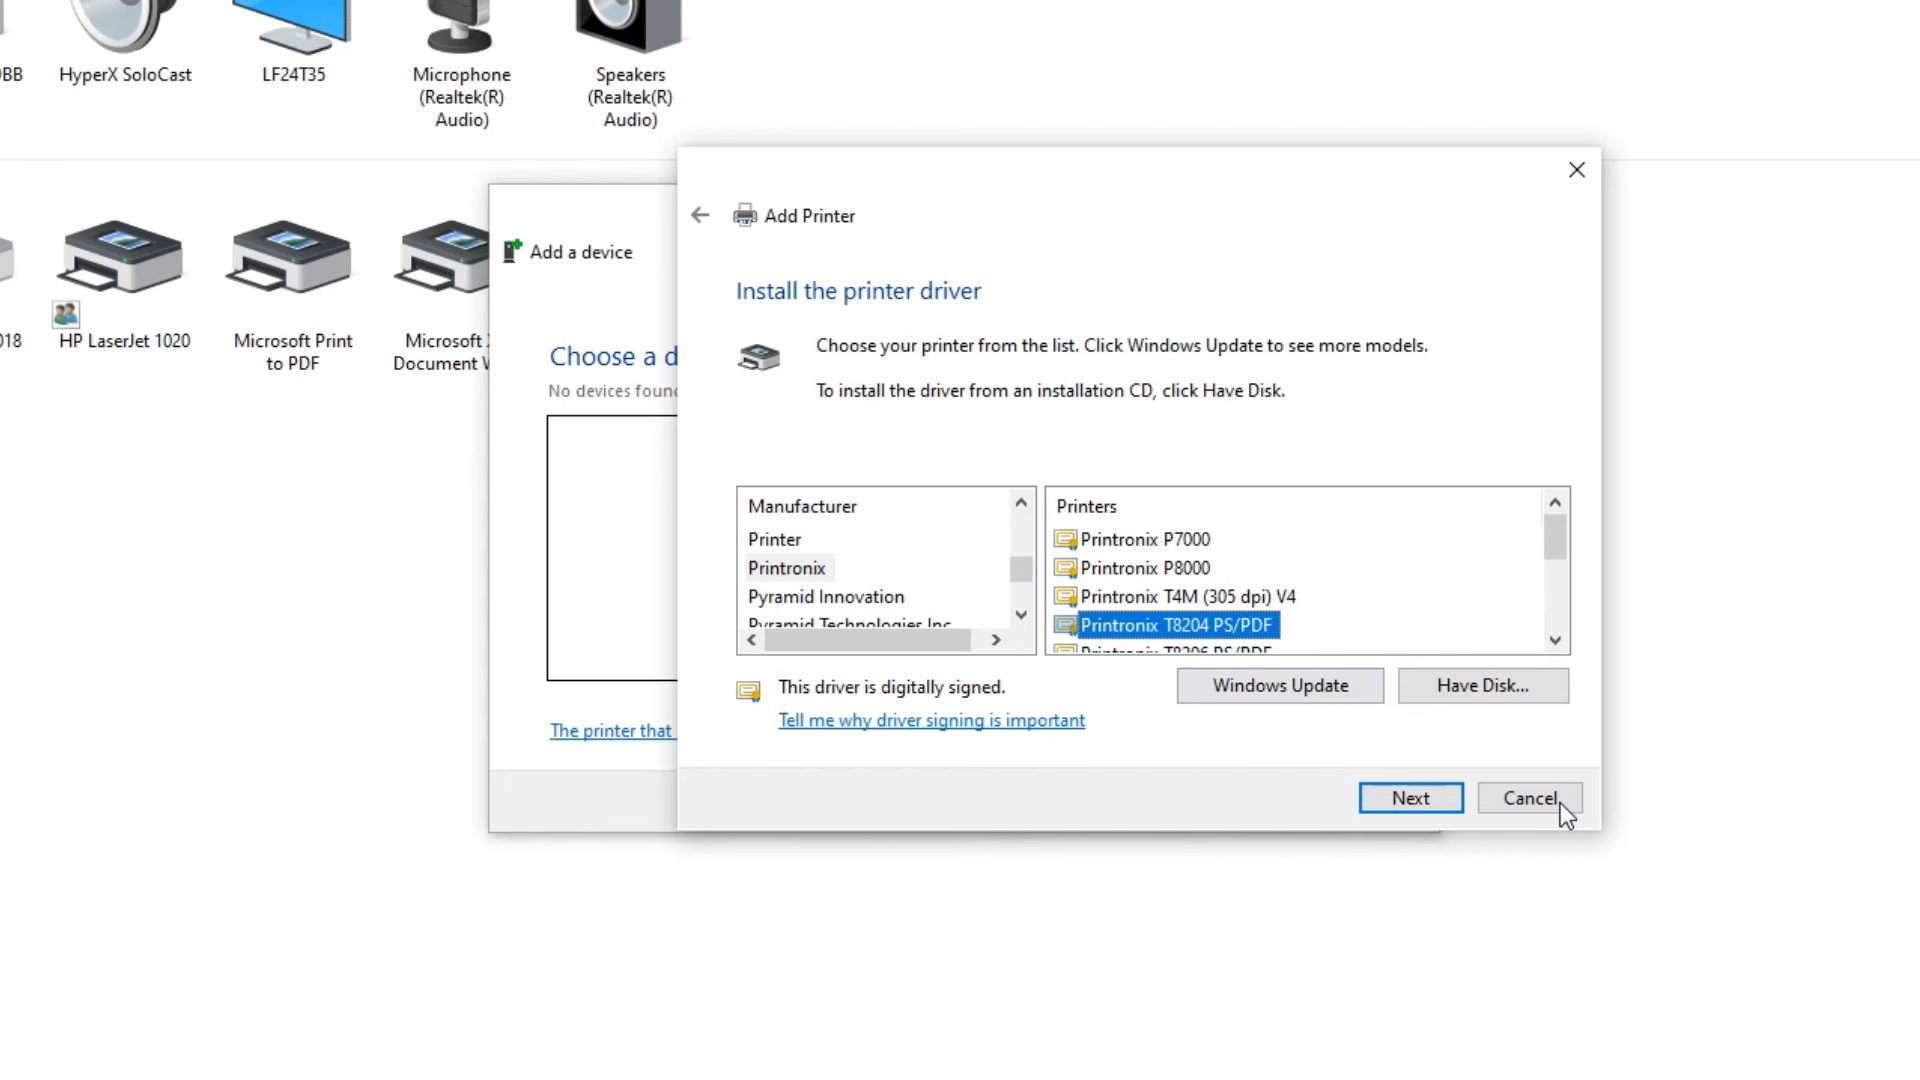 BB
HyperX SoloCast
LF24T35
Microphone
(Realtek(R)
Audio)
Speakers
(Realtek(R)
Audio)
018
HP LaserJet 1020
Microsoft Print
to PDF
Microsoft
Document
Add a device
Choose a d
No devices found
The printer that
Add Printer
Install the printer driver
Choose your printer from the list. Click Windows Update to see more models.
To install the driver from an installation CD, click Have Disk.
Manufacturer
Printer
Printronix
Pyramid Innovation
Pyramid Technologies Inc
Printers
Printronix P7000
Printronix P8000
Printronix T4M (305 dpi) V4
Printronix T8204 PS/PDF
Printronix T8206 PS/PDF
This driver is digitally signed.
Tell me why driver signing is important
Windows Update
Have Disk...
Next
Cancel